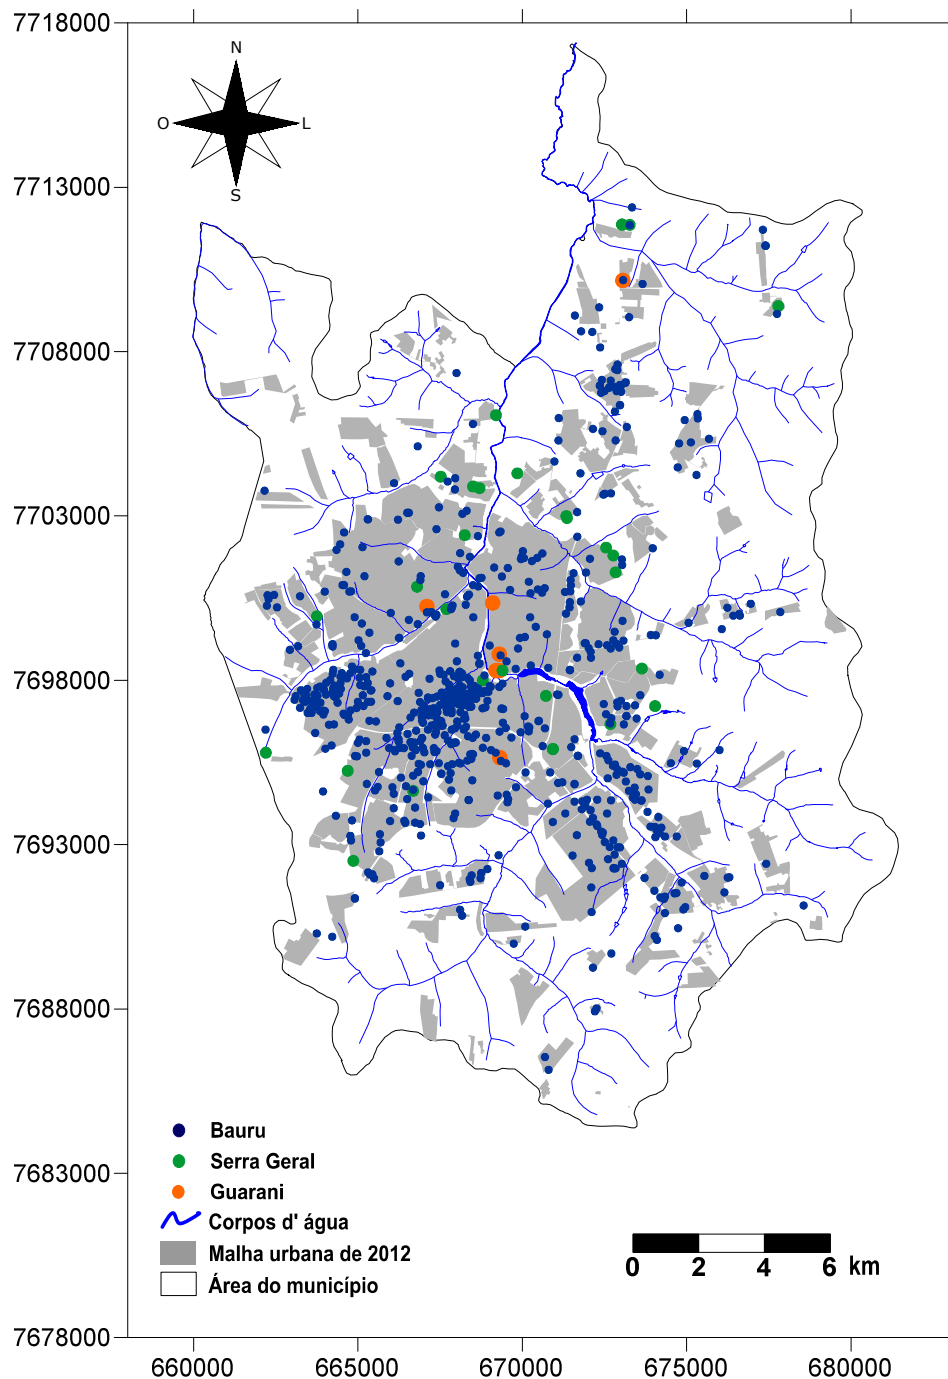 7718000
N
O
L
S
7713000
7708000
7703000
7698000
7693000
7688000
7683000
7678000
Bauru
Serra Geral
Guarani
Corpos d' água
Malha urbana de 2012
Área do município
0 2 4 6 km
660000 665000 670000 675000 680000